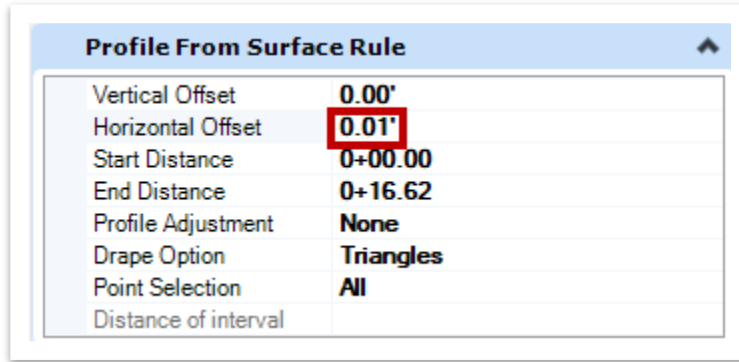 Profile From Surface Rule
Vertical Offset 0.00'
Horizontal Offset 0.01'
Start Distance 0+00.00
End Distance 0+16.62
Profile Adjustment None
Drape Option Triangles
Point Selection All
Distance of interval